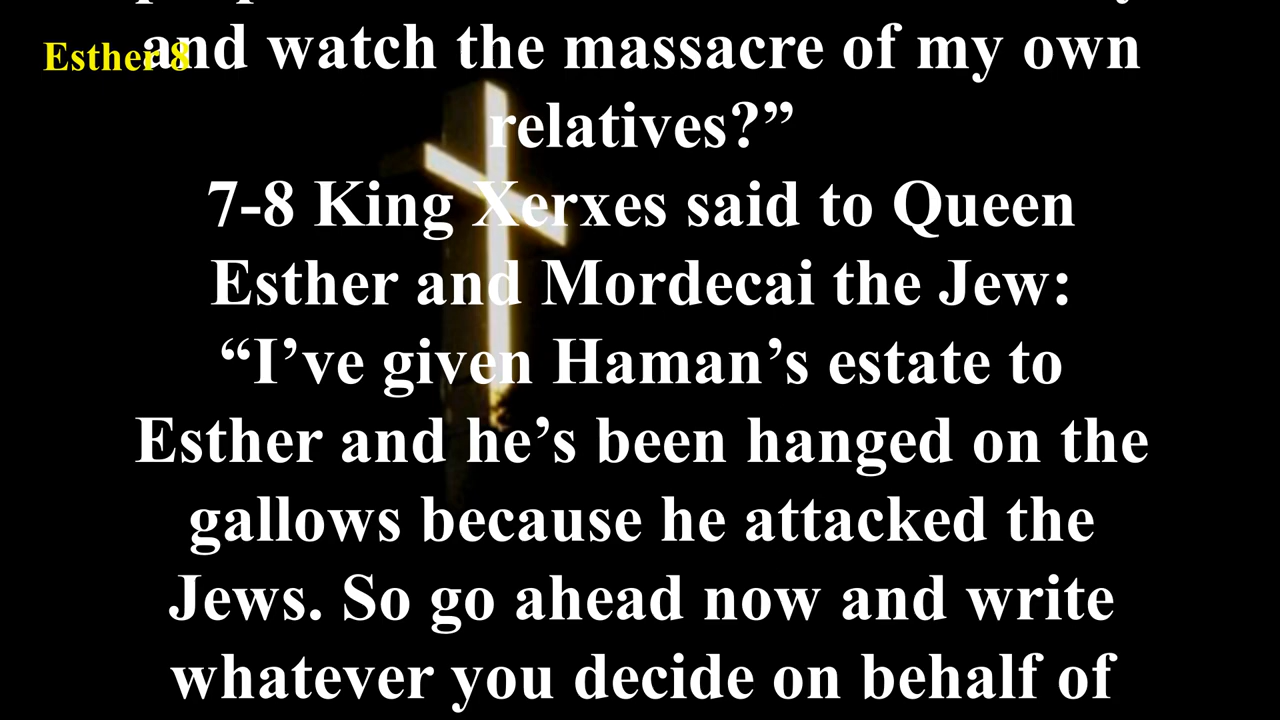 Esther 8
and watch the massacre of my own
relatives?”
7-8 King Xerxes said to Queen
Esther and Mordecai the Jew:
“I’ve given Haman’s estate to
Esther and he’s been hanged on the
gallows because he attacked the
Jews. So go ahead now and write
whatever you decide on behalf of